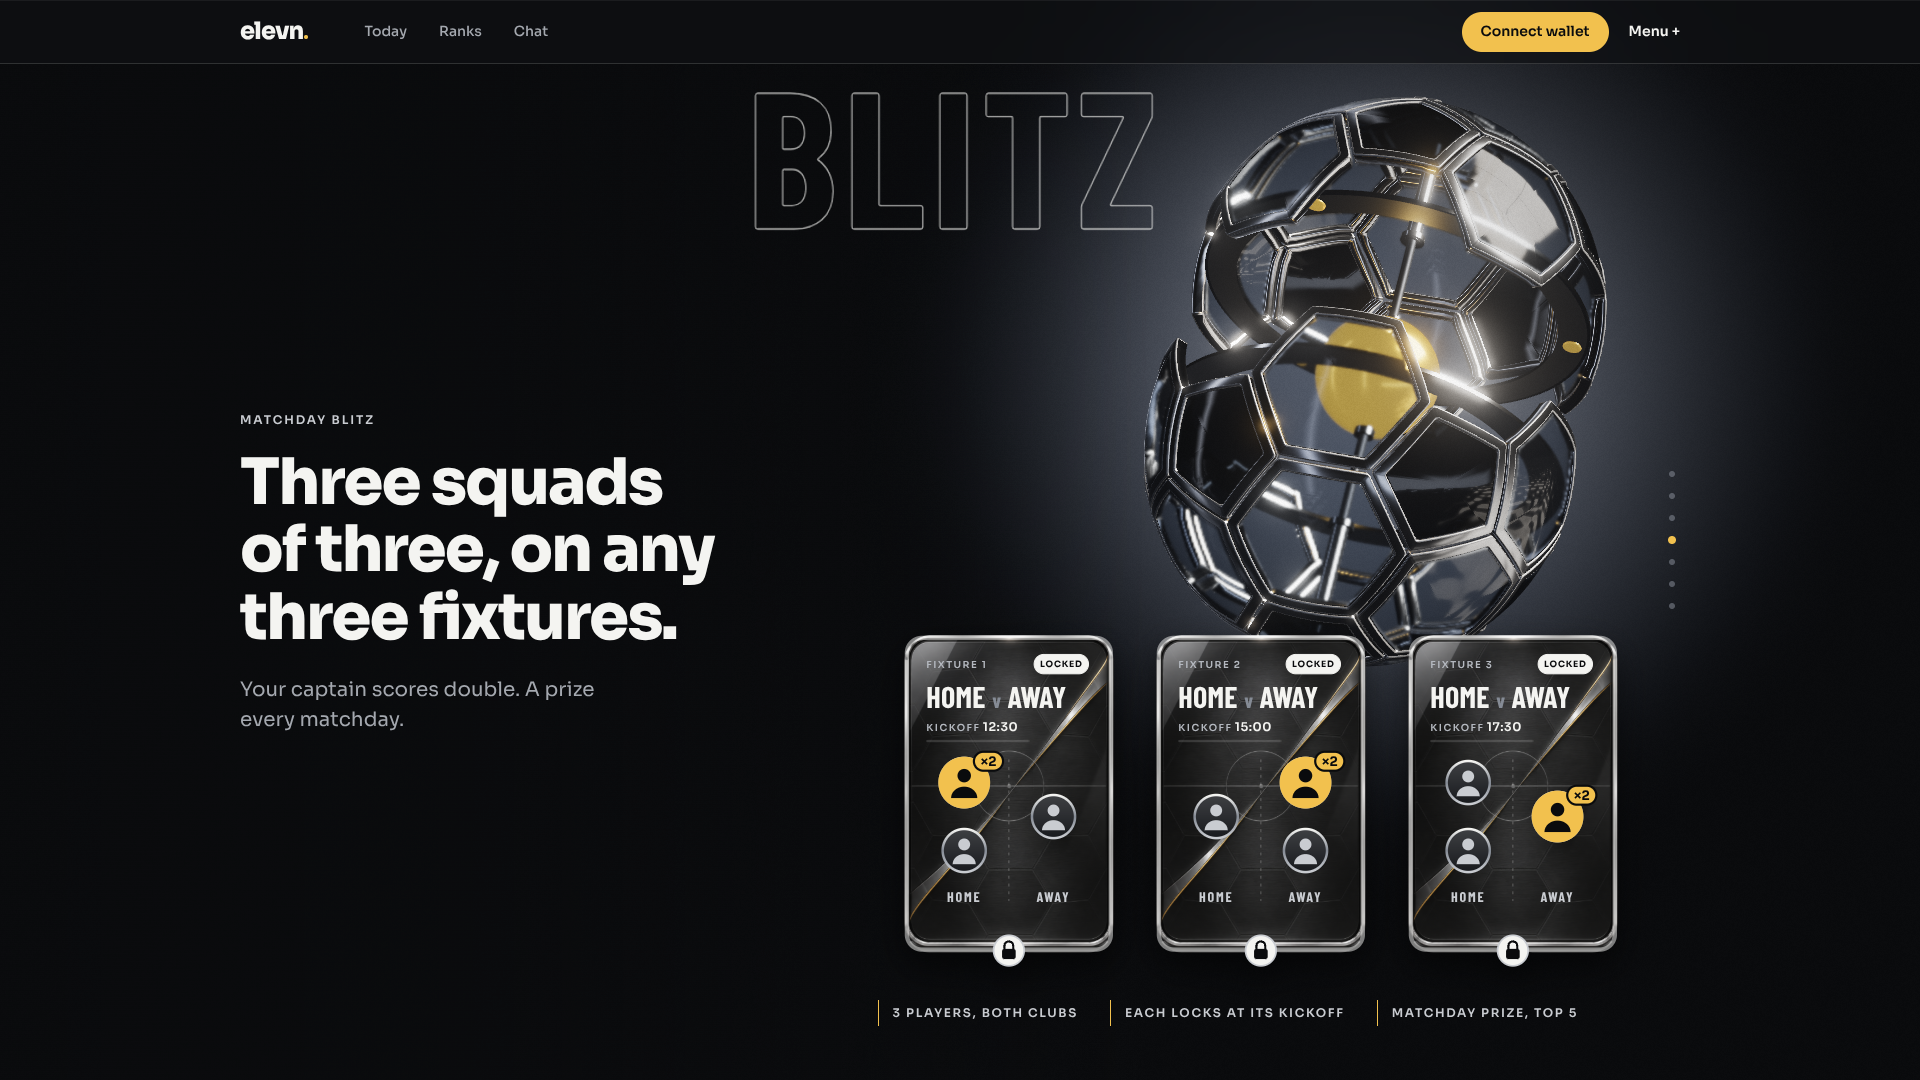 elevn.
Today
Ranks
Chat
Connect wallet
Menu +
BLITZ
MATCHDAY BLITZ
Three squads
of three, on any
three fixtures.
Your captain scores double. A prize
every matchday.
FIXTURE 1
LOCKED
HOME v AWAY
KICKOFF 12:30
×2
HOME
AWAY
FIXTURE 2
LOCKED
HOME v AWAY
KICKOFF 15:00
×2
HOME
AWAY
FIXTURE 3
LOCKED
HOME v AWAY
KICKOFF 17:30
×2
HOME
AWAY
3 PLAYERS, BOTH CLUBS
EACH LOCKS AT ITS KICKOFF
MATCHDAY PRIZE, TOP 5